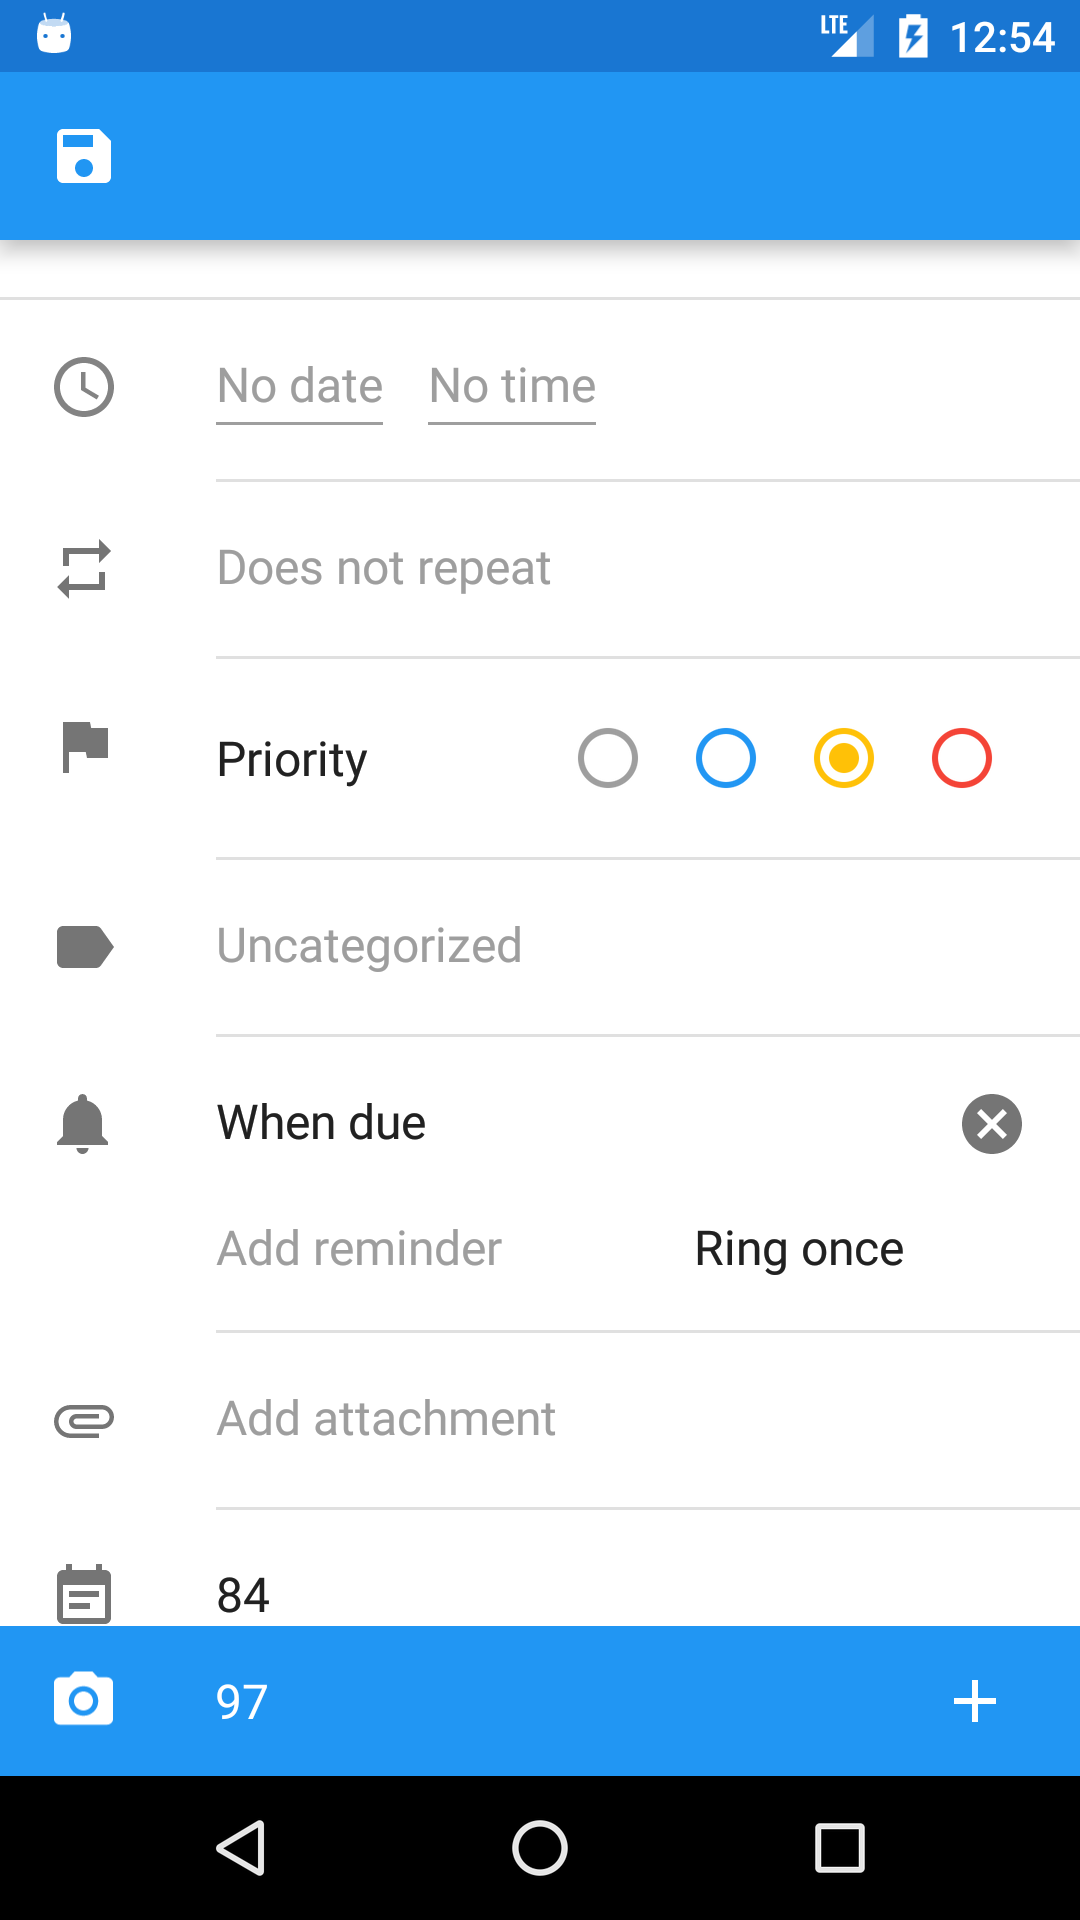 LTE 12:54
No date No time
Does not repeat
Priority
Uncategorized
When due
Add reminder Ring once
Add attachment
84
97